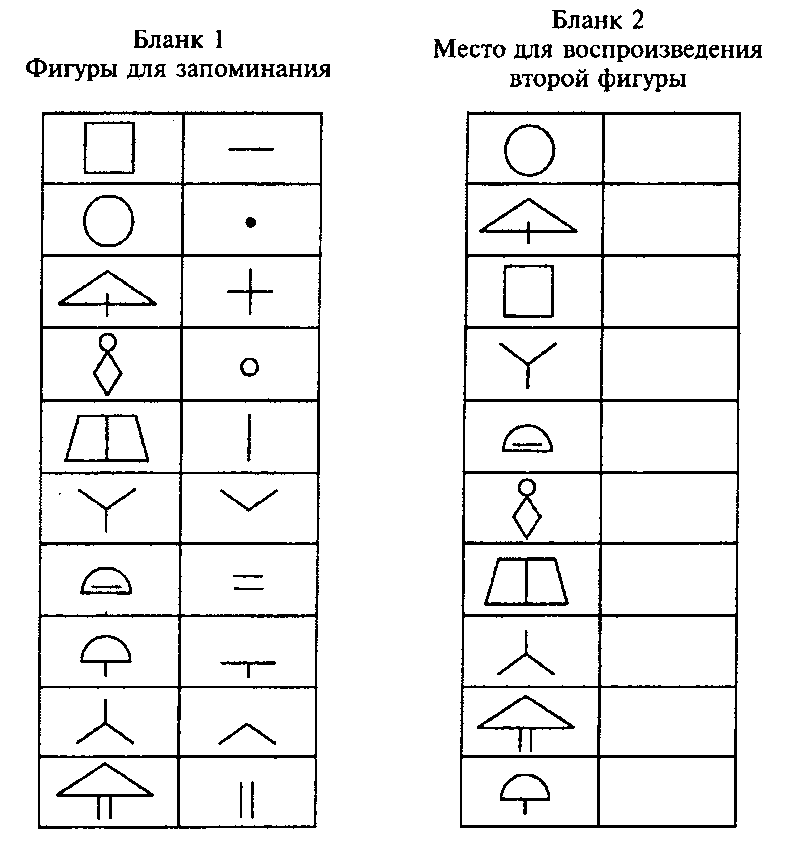 Бланк 1
Фигуры для запоминания
Бланк 2
Место для воспроизведения
второй фигуры